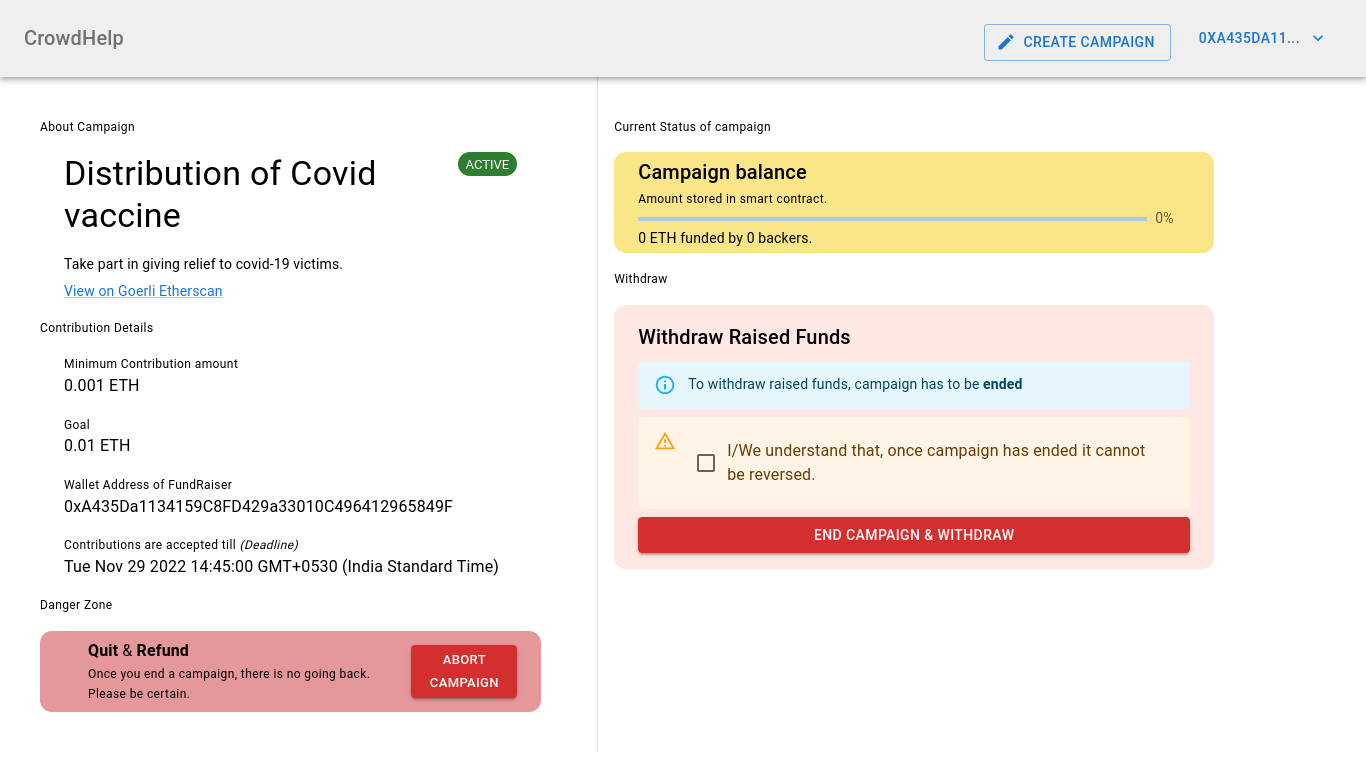 CrowdHelp
CREATE CAMPAIGN
0XA435DA11...
About Campaign
Distribution of Covid
vaccine
ACTIVE
Take part in giving relief to covid-19 victims.
View on Goerli Etherscan
Contribution Details
Minimum Contribution amount
0.001 ETH
Goal
0.01 ETH
Wallet Address of FundRaiser
0xA435Da1134159C8FD429a33010C496412965849F
Contributions are accepted till (Deadline)
Tue Nov 29 2022 14:45:00 GMT+0530 (India Standard Time)
Danger Zone
Quit & Refund
Once you end a campaign, there is no going back.
Please be certain.
ABORT
CAMPAIGN
Current Status of campaign
Campaign balance
Amount stored in smart contract.
0%
0 ETH funded by 0 backers.
Withdraw
Withdraw Raised Funds
To withdraw raised funds, campaign has to be ended
I/We understand that, once campaign has ended it cannot
be reversed.
END CAMPAIGN & WITHDRAW